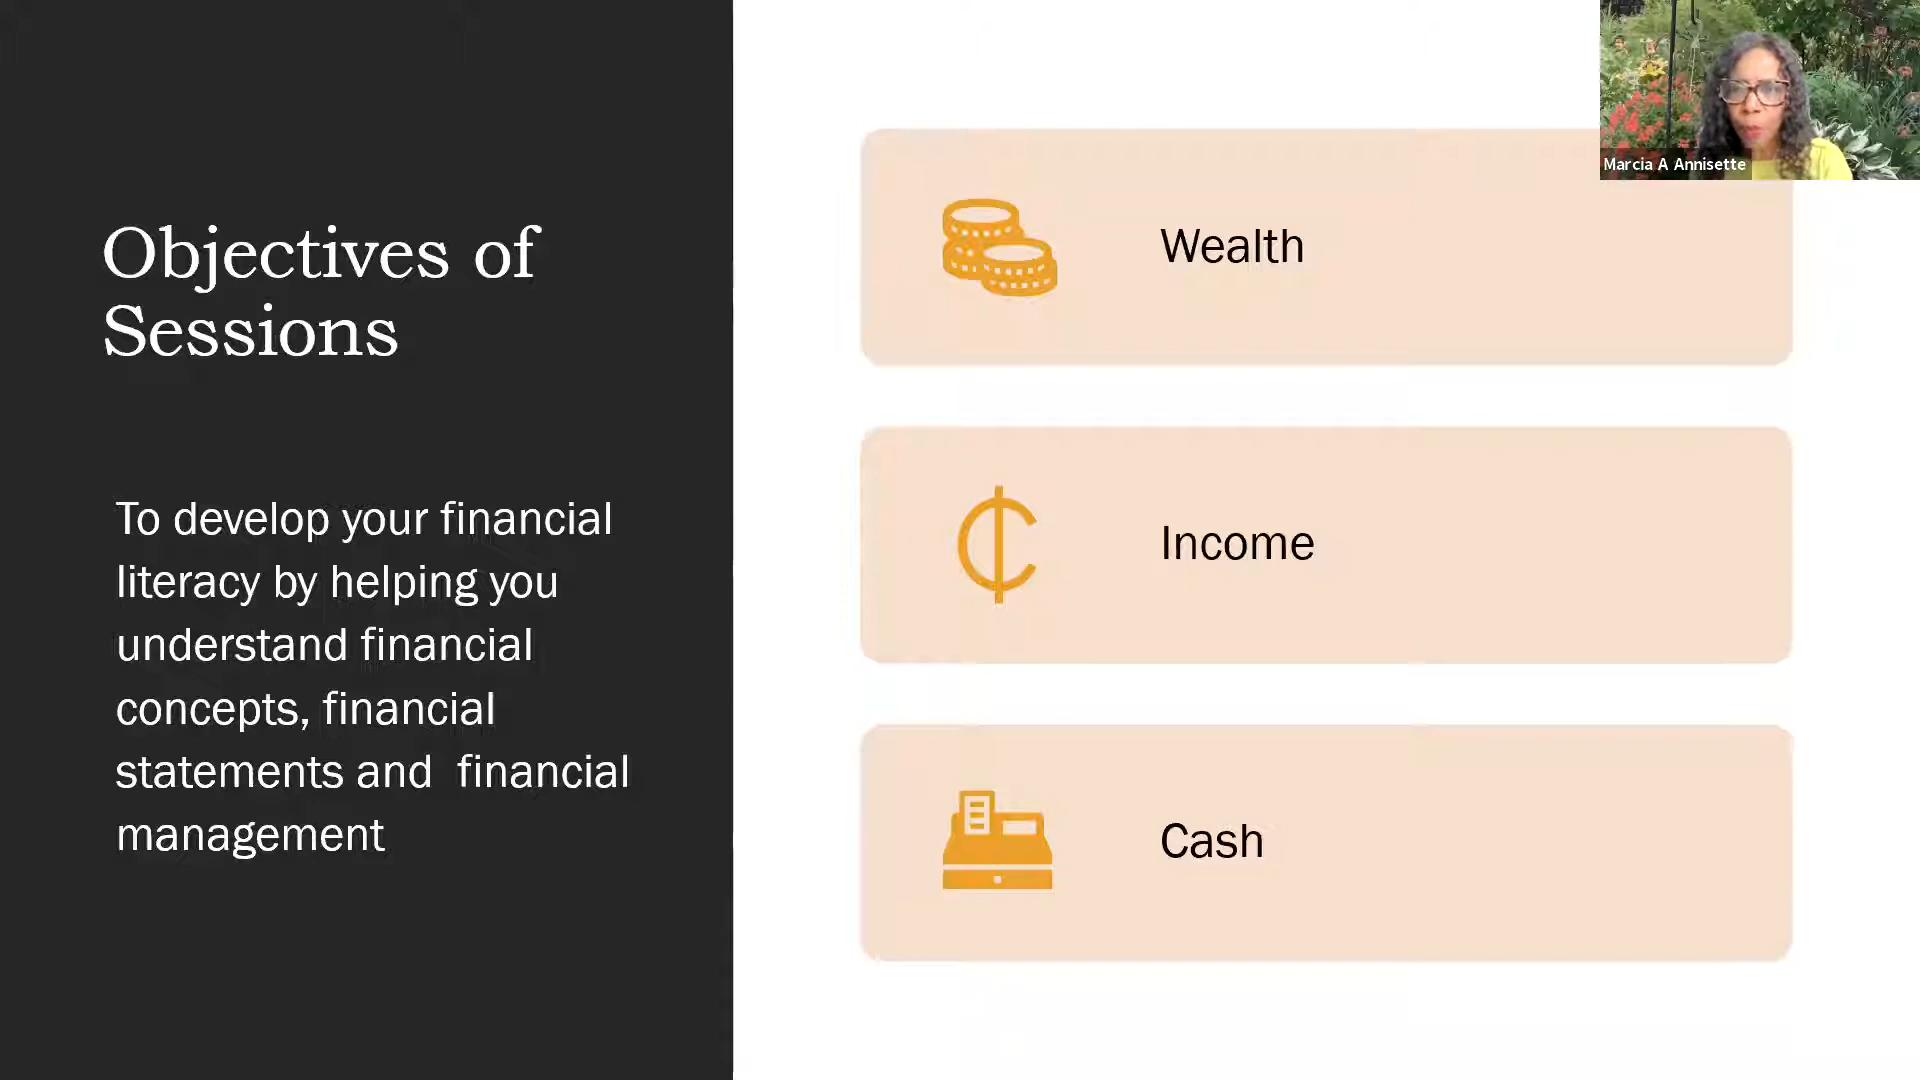 Objectives of
Sessions
To develop your financial
literacy by helping you
understand financial
concepts, financial
statements and  financial
management
Wealth
Income
Cash
Marcia A Annisette